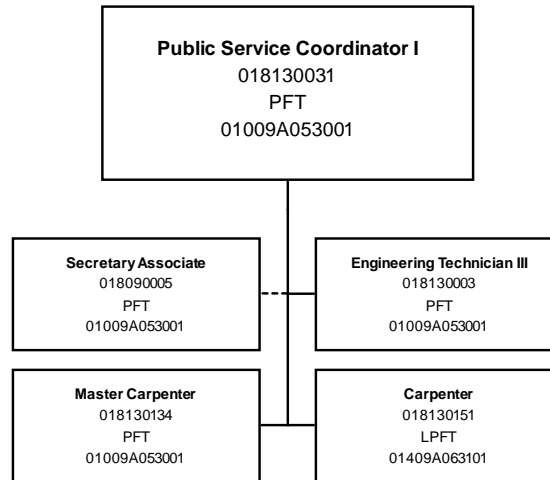 Public Service Coordinator I
018130031
PFT
01009A053001
Secretary Associate
018090005
PFT
01009A053001
Engineering Technician III
018130003
PFT
01009A053001
Master Carpenter
018130134
PFT
01009A053001
Carpenter
018130151
LPFT
01409A063101